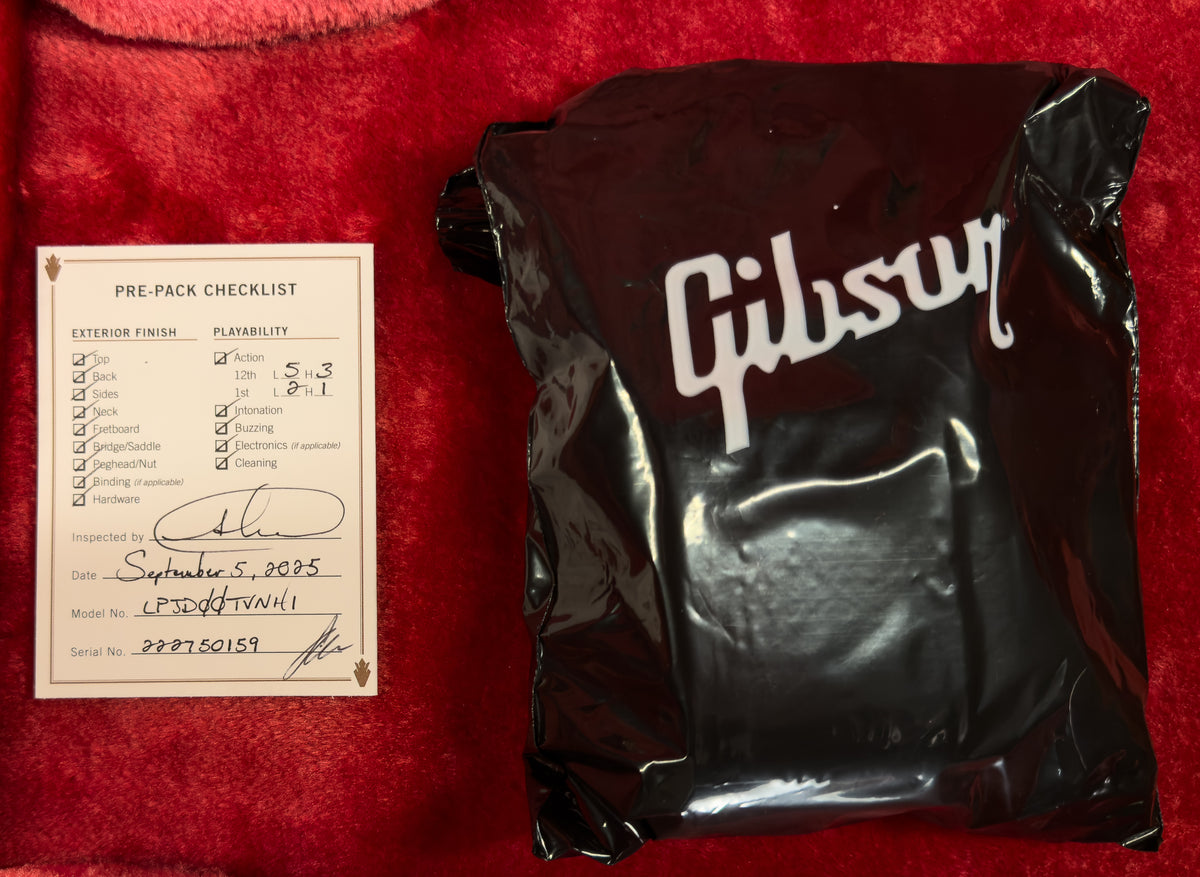 PRE-PACK CHECKLIST
EXTERIOR FINISH
Top
Back
Sides
Neck
Fretboard
Bridge/Saddle
Peghead/Nut
Binding (if applicable)
Hardware
PLAYABILITY
Action
12th L 5 H 3
1st L 2 H 1
Intonation
Buzzing
Electronics (if applicable)
Cleaning
Inspected by
Date September 5, 2025
Model No. LPJD00TVNH1
Serial No. 222750159
Gibson